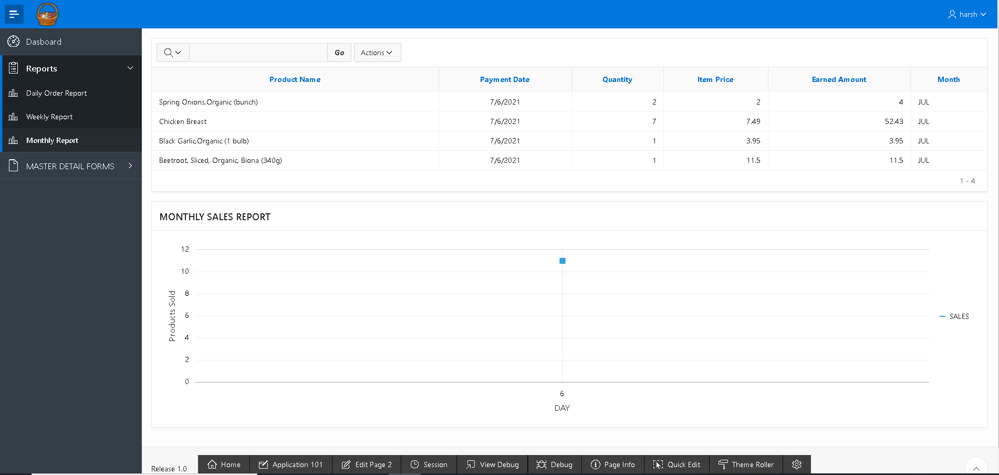 harsh
Dasboard
Reports
Daily Order Report
Weekly Report
Monthly Report
MASTER DETAIL FORMS
Go Actions
Product Name Payment Date Quantity Item Price Earned Amount Month
Spring Onions,Organic (bunch) 7/6/2021 2 2 4 JUL
Chicken Breast 7/6/2021 7 7.49 52.43 JUL
Black Garlic,Organic (1 bulb) 7/6/2021 1 3.95 3.95 JUL
Beetroot, Sliced, Organic, Biona (340g) 7/6/2021 1 11.5 11.5 JUL
1 - 4
MONTHLY SALES REPORT
12
10
8
6
4
2
0
Products Sold
6
DAY
SALES
Release 1.0
Home Application 101 Edit Page 2 Session View Debug Debug Page Info Quick Edit Theme Roller